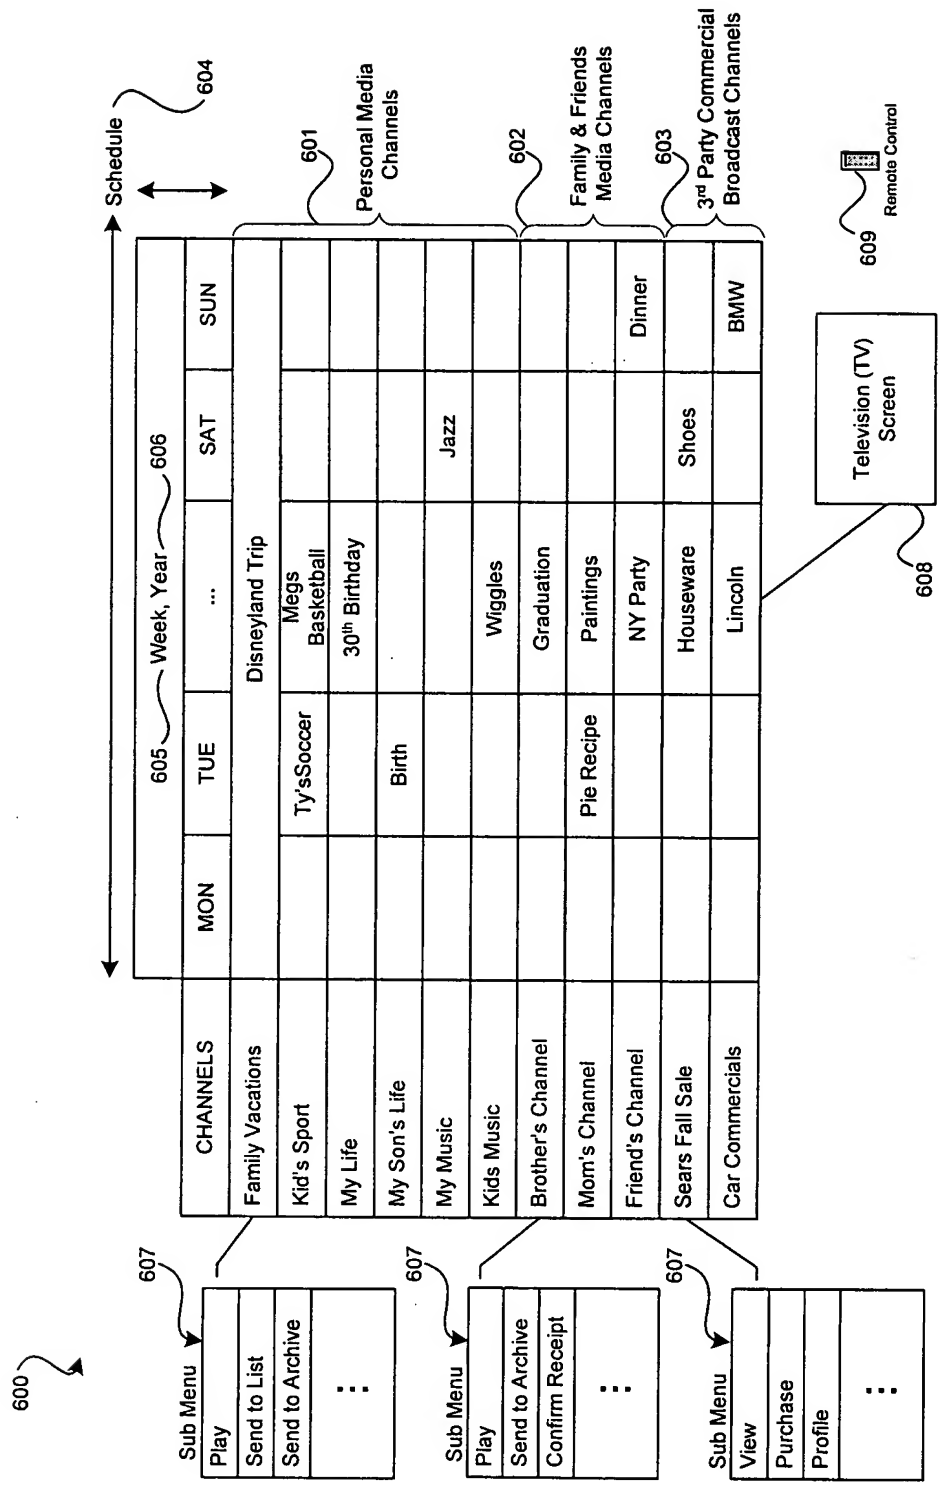 600
Schedule
604
605 Week, Year 606
CHANNELS MON TUE ... SAT SUN
Family Vacations Disneyland Trip
Kid's Sport Ty'sSoccer Megs
Basketball
My Life 30th Birthday
My Son's Life Birth
My Music Jazz
Kids Music Wiggles
Brother's Channel Graduation
Mom's Channel Pie Recipe Paintings
Friend's Channel NY Party Dinner
Sears Fall Sale Houseware Shoes
Car Commercials Lincoln BMW
601
Personal Media
Channels
602
Family & Friends
Media Channels
603
3rd Party Commercial
Broadcast Channels
607
Sub Menu
Play
Send to List
Send to Archive
...
607
Sub Menu
Play
Send to Archive
Confirm Receipt
...
607
Sub Menu
View
Purchase
Profile
...
Television (TV)
Screen
608
609
Remote Control